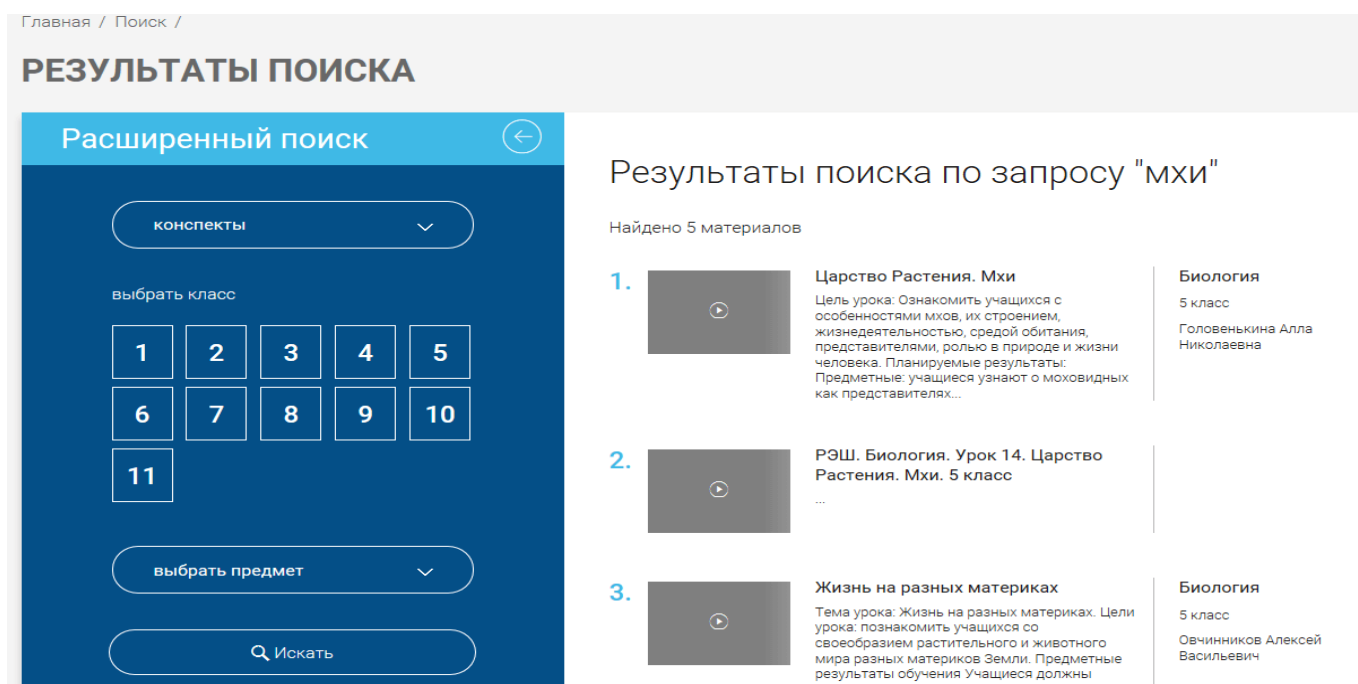 Главная / Поиск /
РЕЗУЛЬТАТЫ ПОИСКА
Расширенный поиск
конспекты
выбрать класс
1 2 3 4 5
6 7 8 9 10
11
выбрать предмет
Искать
Результаты поиска по запросу "мхи"
Найдено 5 материалов
1.
Царство Растения. Мхи
Цель урока: Ознакомить учащихся с
особенностями мхов, их строением,
жизнедеятельностью, средой обитания,
представителями, ролью в природе и жизни
человека. Планируемые результаты:
Предметные: учащиеся узнают о моховидных
как представителях...
Биология
5 класс
Головенькина Алла
Николаевна
2.
РЭШ. Биология. Урок 14. Царство
Растения. Мхи. 5 класс
...
3.
Жизнь на разных материках
Тема урока: Жизнь на разных материках. Цели
урока: познакомить учащихся со
своеобразием растительного и животного
мира разных материков Земли. Предметные
результаты обучения Учащиеся должны
Биология
5 класс
Овчинников Алексей
Васильевич